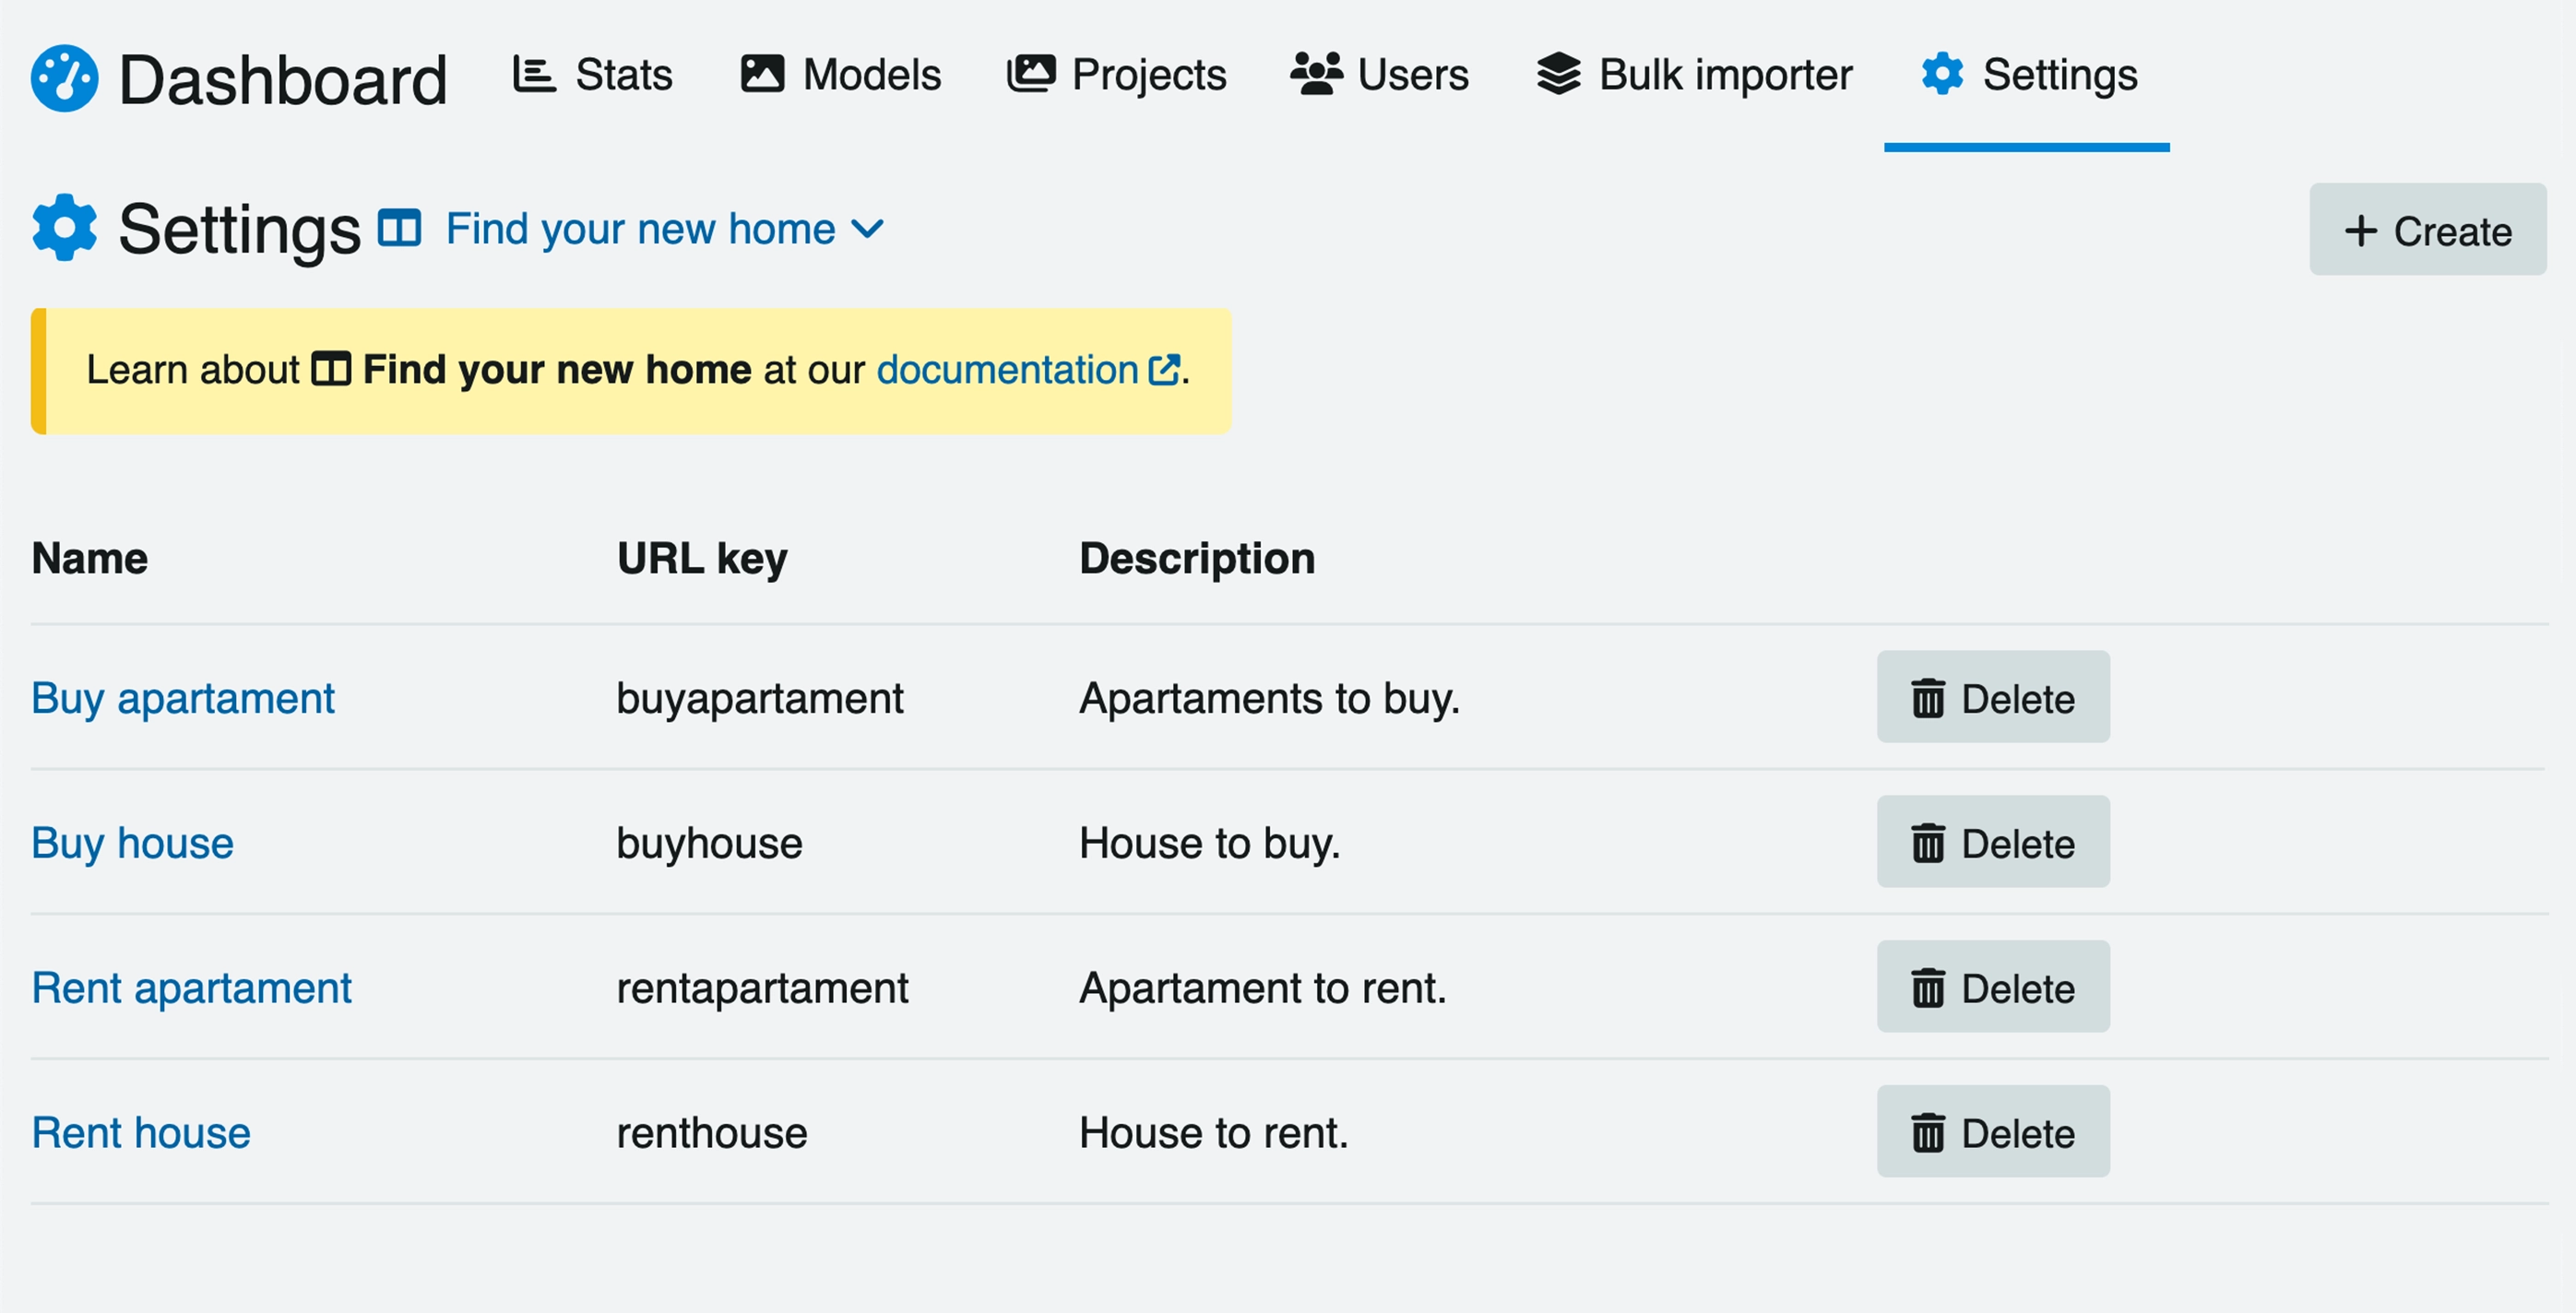 Dashboard Stats Models Projects Users Bulk importer Settings
Settings Find your new home + Create
Learn about Find your new home at our documentation.
Name URL key Description
Buy apartament buyapartament Apartaments to buy. Delete
Buy house buyhouse House to buy. Delete
Rent apartament rentapartament Apartament to rent. Delete
Rent house renthouse House to rent. Delete